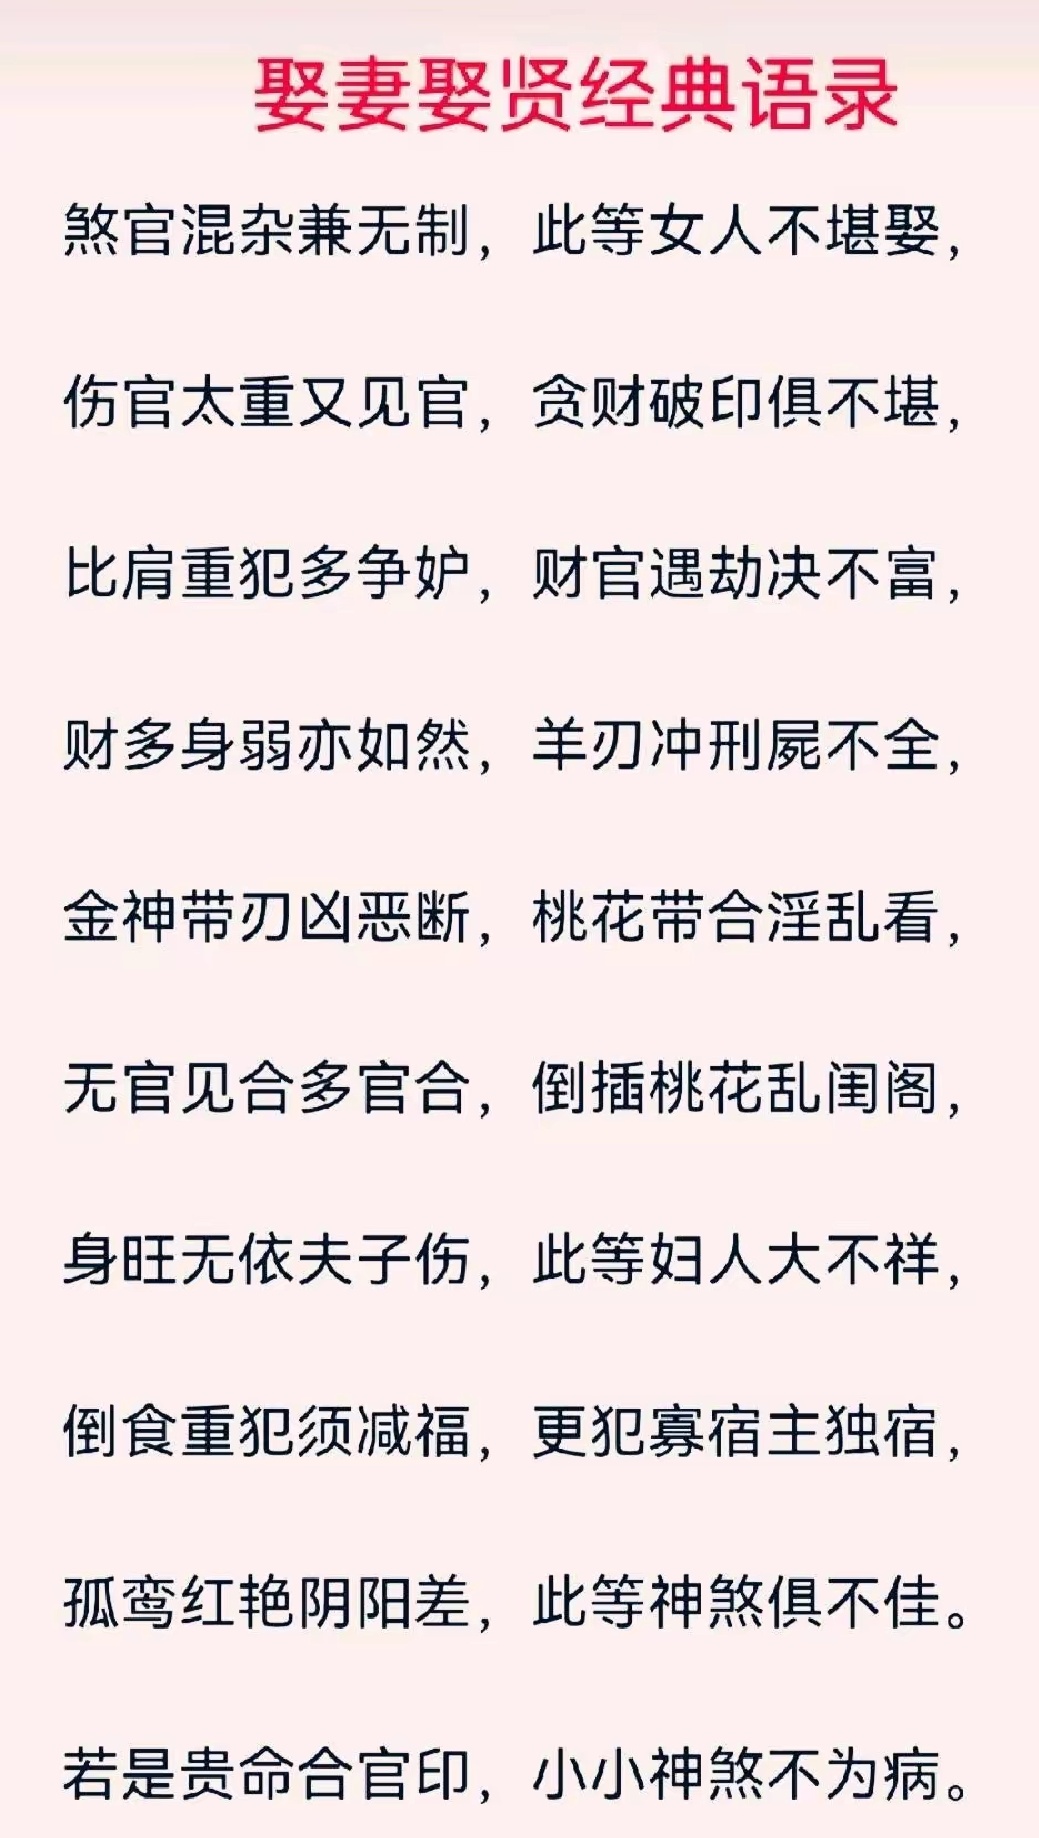 娶妻娶贤经典语录
煞官混杂兼无制，此等女人不堪娶，
伤官太重又见官，贪财破印俱不堪，
比肩重犯多争妒，财官遇劫决不富，
财多身弱亦如然，羊刃冲刑屍不全，
金神带刃凶恶断，桃花带合淫乱看，
无官见合多官合，倒插桃花乱闺阁，
身旺无依夫子伤，此等妇人大不祥，
倒食重犯须减福，更犯寡宿主独宿，
孤鸾红艳阴阳差，此等神煞俱不佳。
若是贵命合官印，小小神煞不为病。